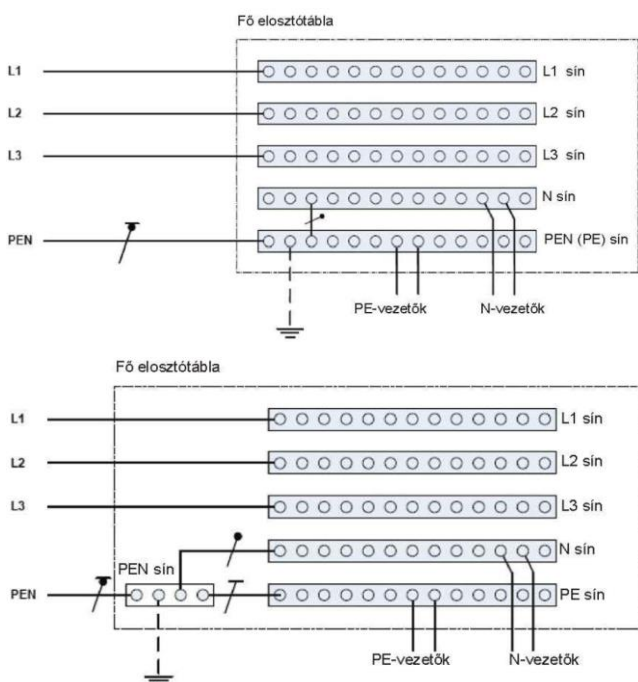 Fő elosztótábla
L1
L1 sín
L2
L2 sín
L3
L3 sín
N sín
PEN
PEN (PE) sín
PE-vezetők
N-vezetők
Fő elosztótábla
L1
L1 sín
L2
L2 sín
L3
L3 sín
N sín
PEN sín
PEN
PE sín
PE-vezetők
N-vezetők